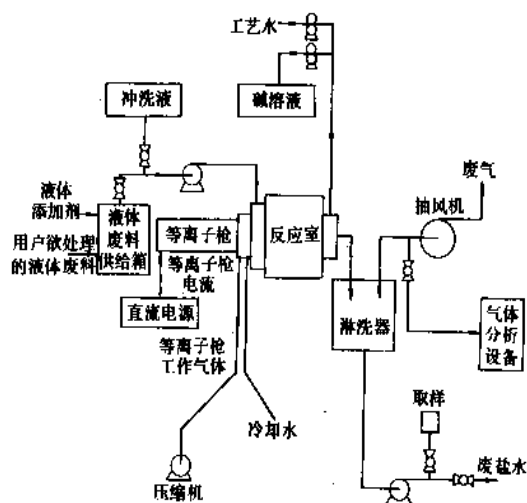 工艺水
冲洗液
碱溶液
废气
液体
添加剂
抽风机
液体
废料
供给箱
等离子枪
反应室
用户欲处理
的液体废料
等离子枪
电流
直流电源
淋洗器
气体
分析
设备
等离子枪
工作气体
取样
冷却水
废盐水
压缩机